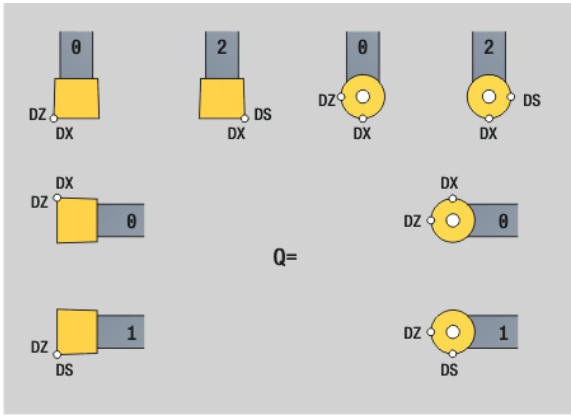 0 2 0 2
DZ DS DZ DS
DX DX DX DX
DX DX
DZ 0 DZ 0
Q=
DZ 1 DZ 1
DS DS